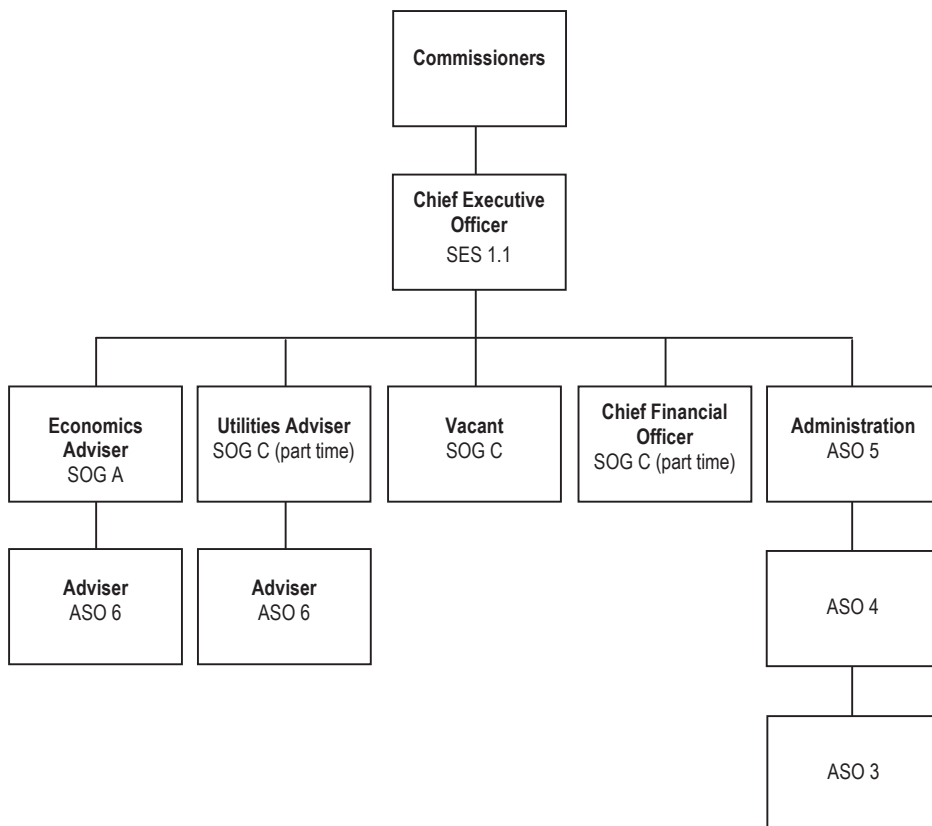 Commissioners
Chief Executive
Officer
SES 1.1
Economics
Adviser
SOG A
Utilities Adviser
SOG C (part time)
Vacant
SOG C
Chief Financial
Officer
SOG C (part time)
Administration
ASO 5
Adviser
ASO 6
Adviser
ASO 6
ASO 4
ASO 3